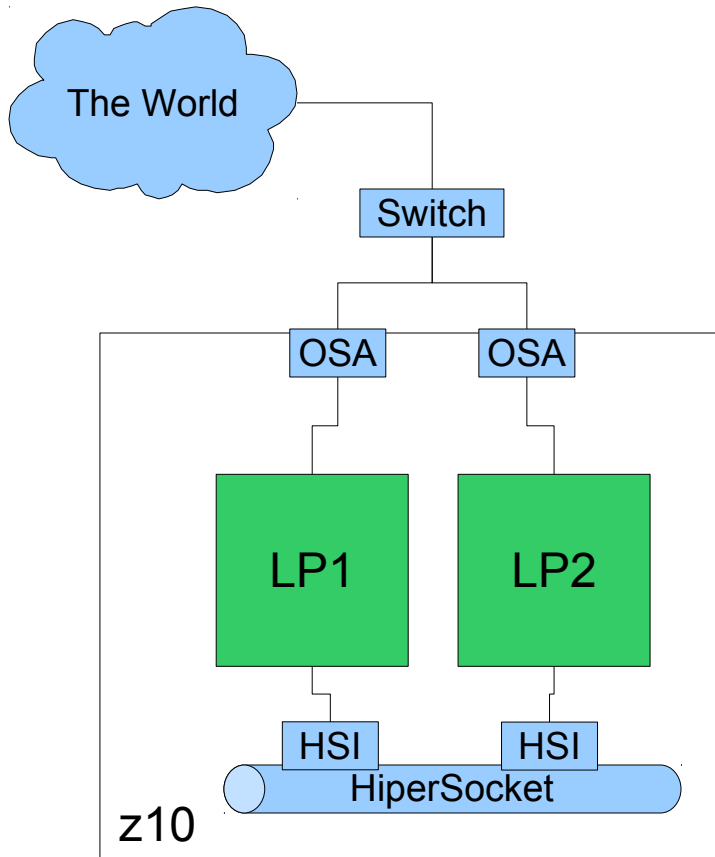 The World
Switch
OSA
OSA
LP1
LP2
HSI
HSI
HiperSocket
z10